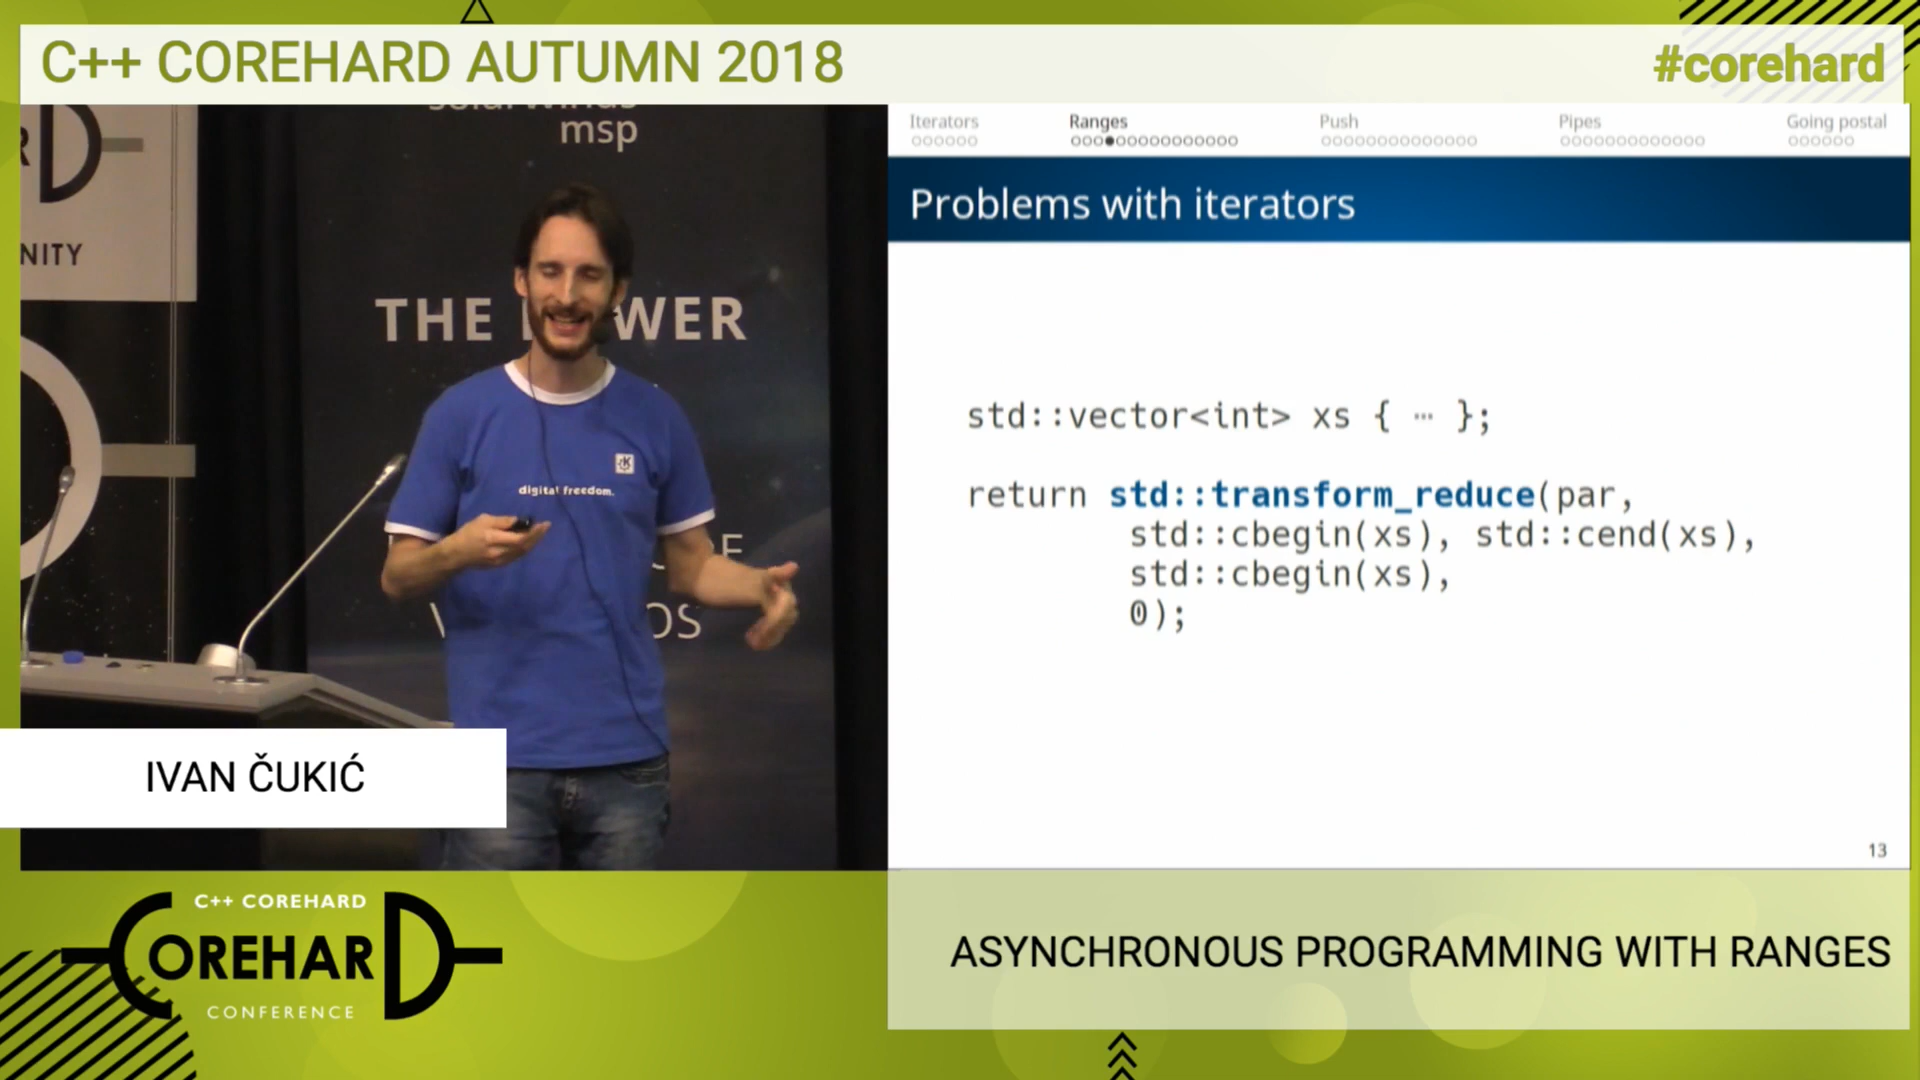 C++ COREHARD AUTUMN 2018
#corehard
solarwinds
msp
NITY
THE
WER
digital freedom.
Iterators
Ranges
Push
Pipes
Going postal
Problems with iterators
std::vector<int> xs { … };
return std::transform_reduce(par,
std::cbegin(xs), std::cend(xs),
std::cbegin(xs),
0);
13
IVAN ČUKIĆ
C++ COREHARD
COREHARD
CONFERENCE
ASYNCHRONOUS PROGRAMMING WITH RANGES